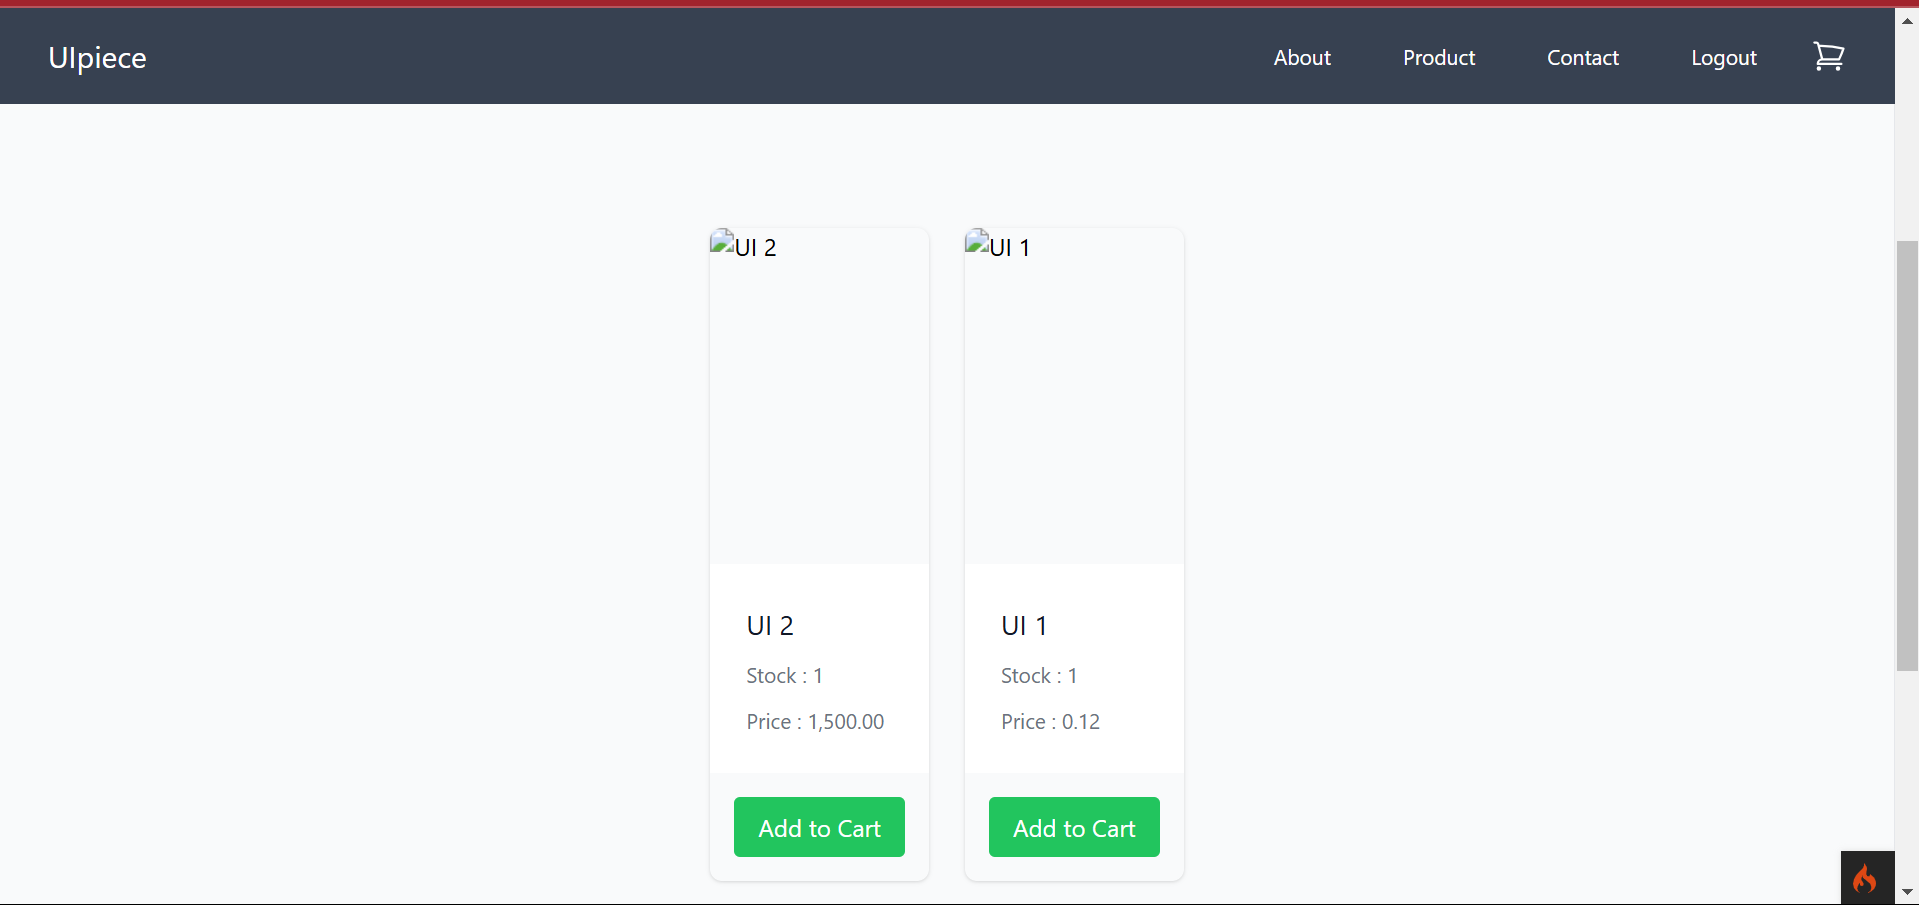 UIpiece
About
Product
Contact
Logout
UI 2
UI 1
UI 2
Stock : 1
Price : 1,500.00
Add to Cart
UI 1
Stock : 1
Price : 0.12
Add to Cart